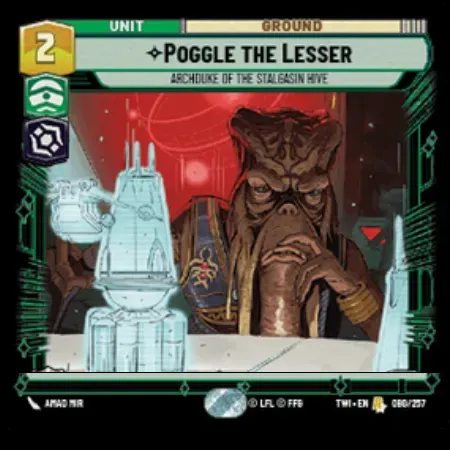 UNIT GROUND
2
POGGLE THE LESSER
ARCHDUKE OF THE STALGASIN HIVE
AMAD MIR © LFL © FFG TWI • EN 080/257